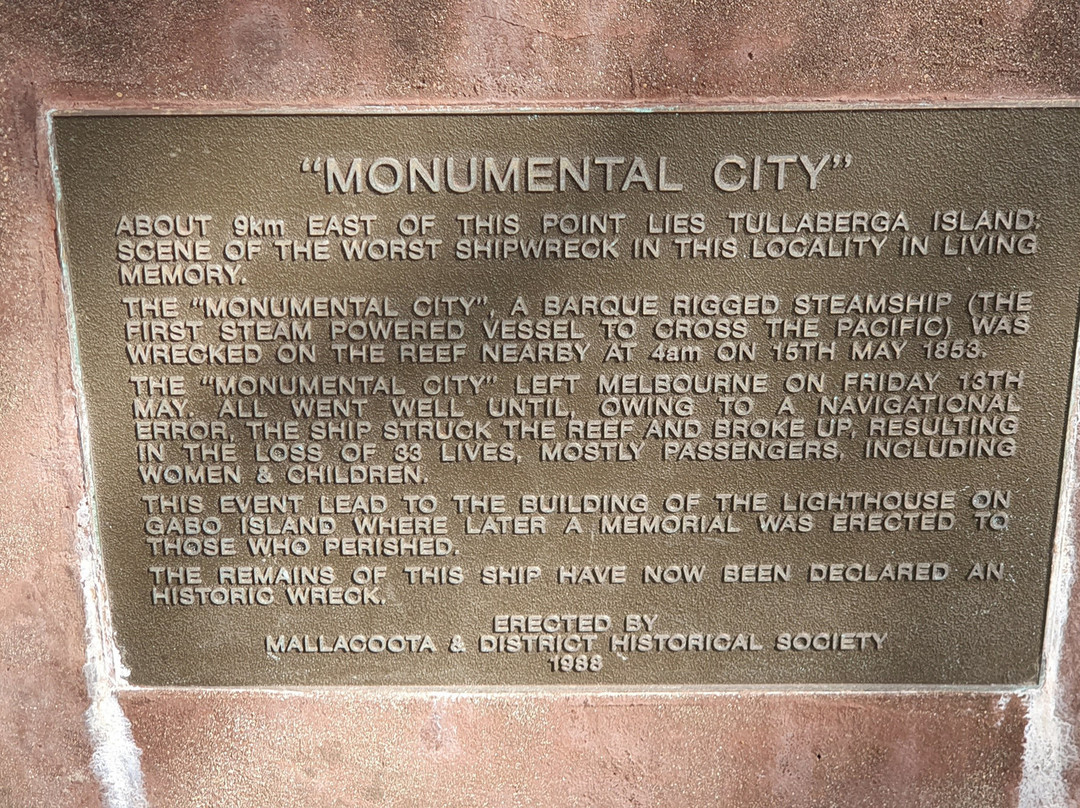 "MONUMENTAL CITY"
ABOUT 9km EAST OF THIS POINT LIES TULLABERGA ISLAND;
SCENE OF THE WORST SHIPWRECK IN THIS LOCALITY IN LIVING
MEMORY.
THE "MONUMENTAL CITY", A BARQUE RIGGED STEAMSHIP (THE
FIRST STEAM POWERED VESSEL TO CROSS THE PACIFIC) WAS
WRECKED ON THE REEF NEARBY AT 4am ON 15TH MAY 1853.
THE "MONUMENTAL CITY" LEFT MELBOURNE ON FRIDAY 13TH
MAY. ALL WENT WELL UNTIL, OWING TO A NAVIGATIONAL
ERROR, THE SHIP STRUCK THE REEF AND BROKE UP, RESULTING
IN THE LOSS OF 33 LIVES, MOSTLY PASSENGERS, INCLUDING
WOMEN & CHILDREN.
THIS EVENT LEAD TO THE BUILDING OF THE LIGHTHOUSE ON
GABO ISLAND WHERE LATER A MEMORIAL WAS ERECTED TO
THOSE WHO PERISHED.
THE REMAINS OF THIS SHIP HAVE NOW BEEN DECLARED AN
HISTORIC WRECK.
ERECTED BY
MALLACOOTA & DISTRICT HISTORICAL SOCIETY
1988